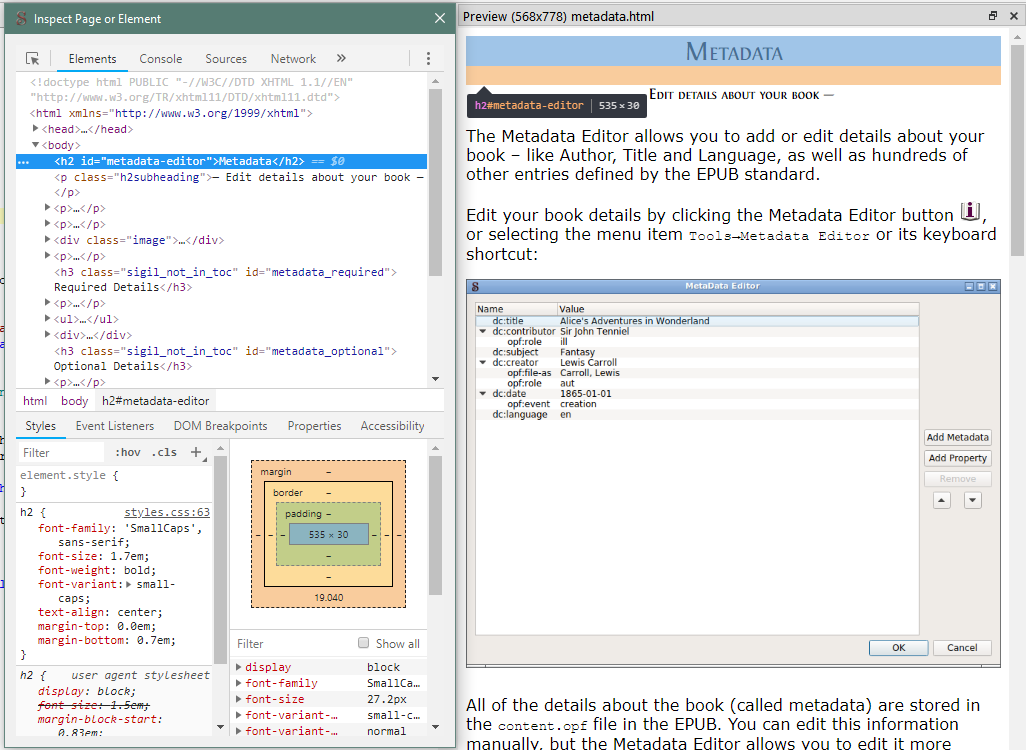 Inspect Page or Element
Elements Console Sources Network »
<!doctype html PUBLIC "-//W3C//DTD XHTML 1.1//EN"
"http://www.w3.org/TR/xhtml11/DTD/xhtml11.dtd">
<html xmlns="http://www.w3.org/1999/xhtml">
<head>…</head>
<body>
… <h2 id="metadata-editor">Metadata</h2> == $0
<p class="h2subheading">— Edit details about your book —
</p>
<p>…</p>
<p>…</p>
<div class="image">…</div>
<p>…</p>
<h3 class="sigil_not_in_toc" id="metadata_required">
Required Details</h3>
<p>…</p>
<ul>…</ul>
<div>…</div>
<h3 class="sigil_not_in_toc" id="metadata_optional">
Optional Details</h3>
<p>…</p>
html body h2#metadata-editor
Styles Event Listeners DOM Breakpoints Properties Accessibility
Filter :hov .cls +
element.style {
}
h2 { styles.css:63
font-family: 'SmallCaps',
sans-serif;
font-size: 1.7em;
font-weight: bold;
font-variant: small-
caps;
text-align: center;
margin-top: 0.0em;
margin-bottom: 0.7em;
}
h2 { user agent stylesheet
display: block;
font-size: 1.5em;
margin-block-start:
0.83em;
margin –
border –
padding –
– – – 535 × 30 – – –
–
–
19.040
Filter Show all
display block
font-family SmallCa…
font-size 27.2px
font-variant-… small-c…
font-variant-… normal
Preview (568x778) metadata.html
Metadata
h2#metadata-editor 535 × 30
Edit details about your book —
The Metadata Editor allows you to add or edit details about your
book – like Author, Title and Language, as well as hundreds of
other entries defined by the EPUB standard.
Edit your book details by clicking the Metadata Editor button ,
or selecting the menu item Tools→Metadata Editor or its keyboard
shortcut:
MetaData Editor
Name Value
dc:title Alice's Adventures in Wonderland
dc:contributor Sir John Tenniel
opf:role ill
dc:subject Fantasy
dc:creator Lewis Carroll
opf:file-as Carroll, Lewis
opf:role aut
dc:date 1865-01-01
opf:event creation
dc:language en
Add Metadata
Add Property
Remove
OK Cancel
All of the details about the book (called metadata) are stored in
the content.opf file in the EPUB. You can edit this information
manually, but the Metadata Editor allows you to edit it more